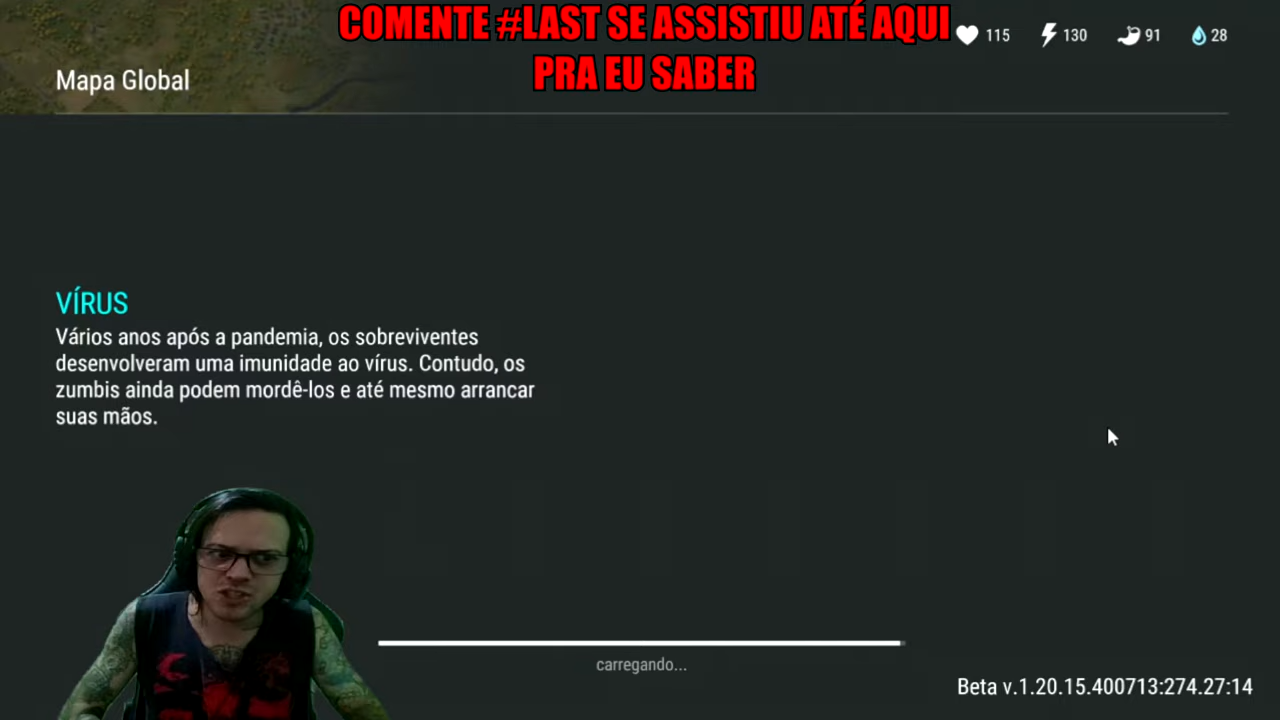 COMENTE #LAST SE ASSISTIU ATÉ AQUI
PRA EU SABER
115 130 91 28
Mapa Global
VÍRUS
Vários anos após a pandemia, os sobreviventes
desenvolveram uma imunidade ao vírus. Contudo, os
zumbis ainda podem mordê-los e até mesmo arrancar
suas mãos.
carregando...
Beta v.1.20.15.400713:274.27:14